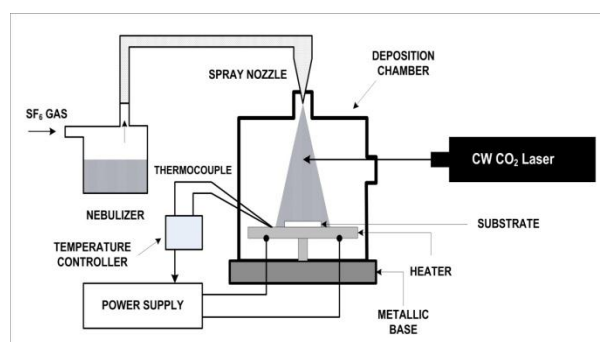 DEPOSITION
CHAMBER
SPRAY NOZZLE
SF₆ GAS
CW CO₂ Laser
THERMOCOUPLE
NEBULIZER
SUBSTRATE
TEMPERATURE
CONTROLLER
HEATER
POWER SUPPLY
METALLIC
BASE